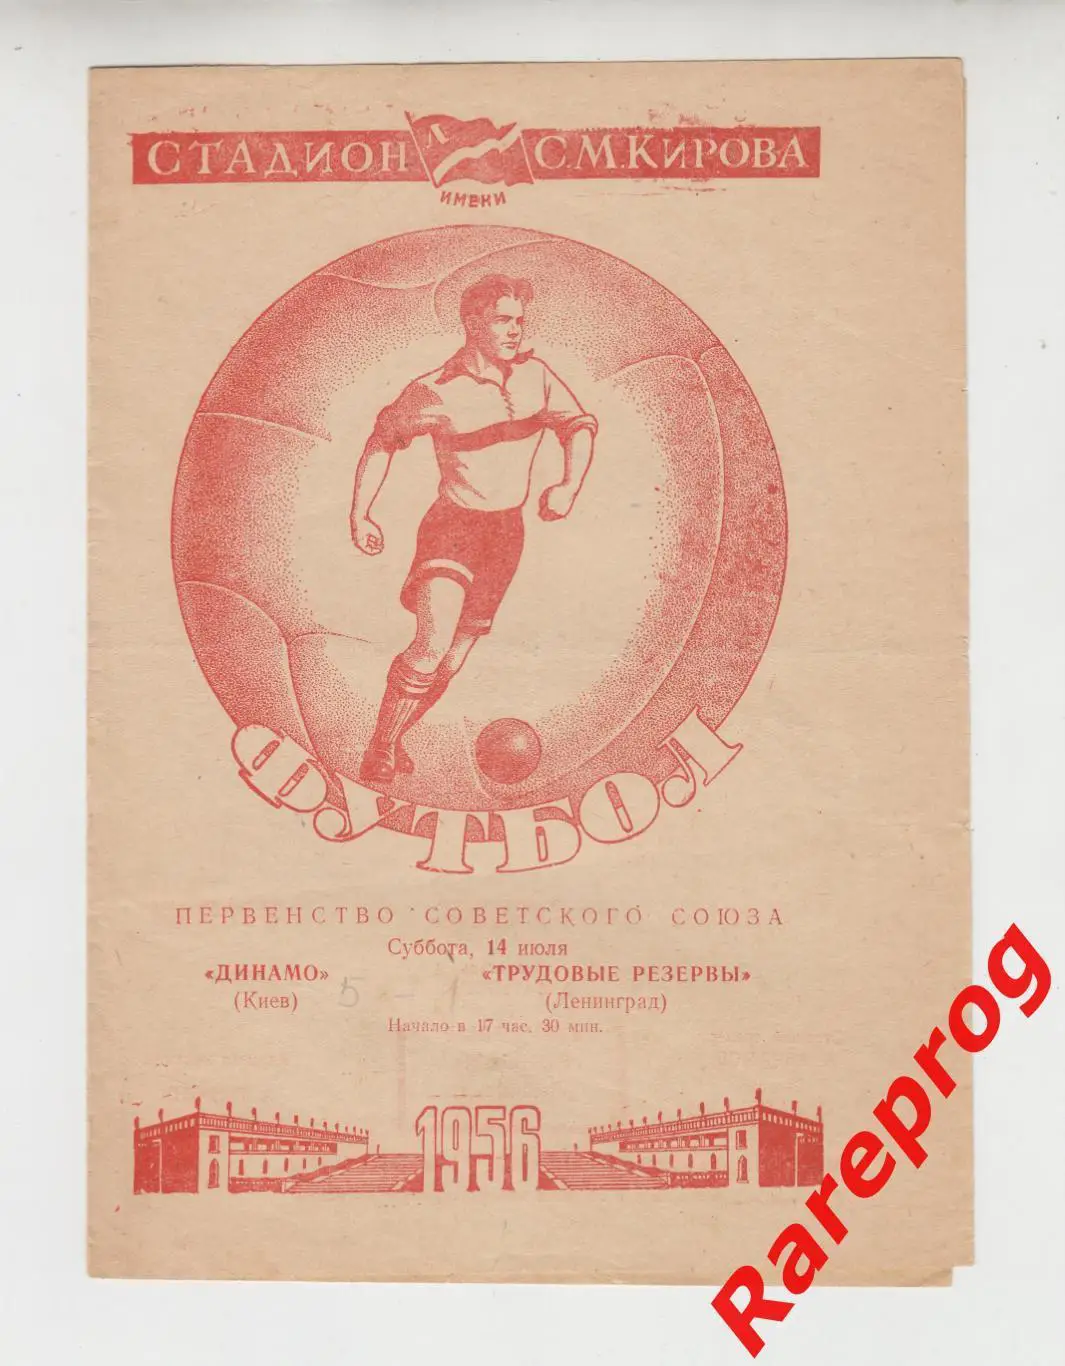 СТАДИОН Л С.М.КИРОВА
ИМЕНИ
ФУТБОЛ
ПЕРВЕНСТВО СОВЕТСКОГО СОЮЗА
Суббота, 14 июля
«ДИНАМО» «ТРУДОВЫЕ РЕЗЕРВЫ»
(Киев) 5 - 1 (Ленинград)
Начало в 17 час. 30 мин.
1956
Rareprog